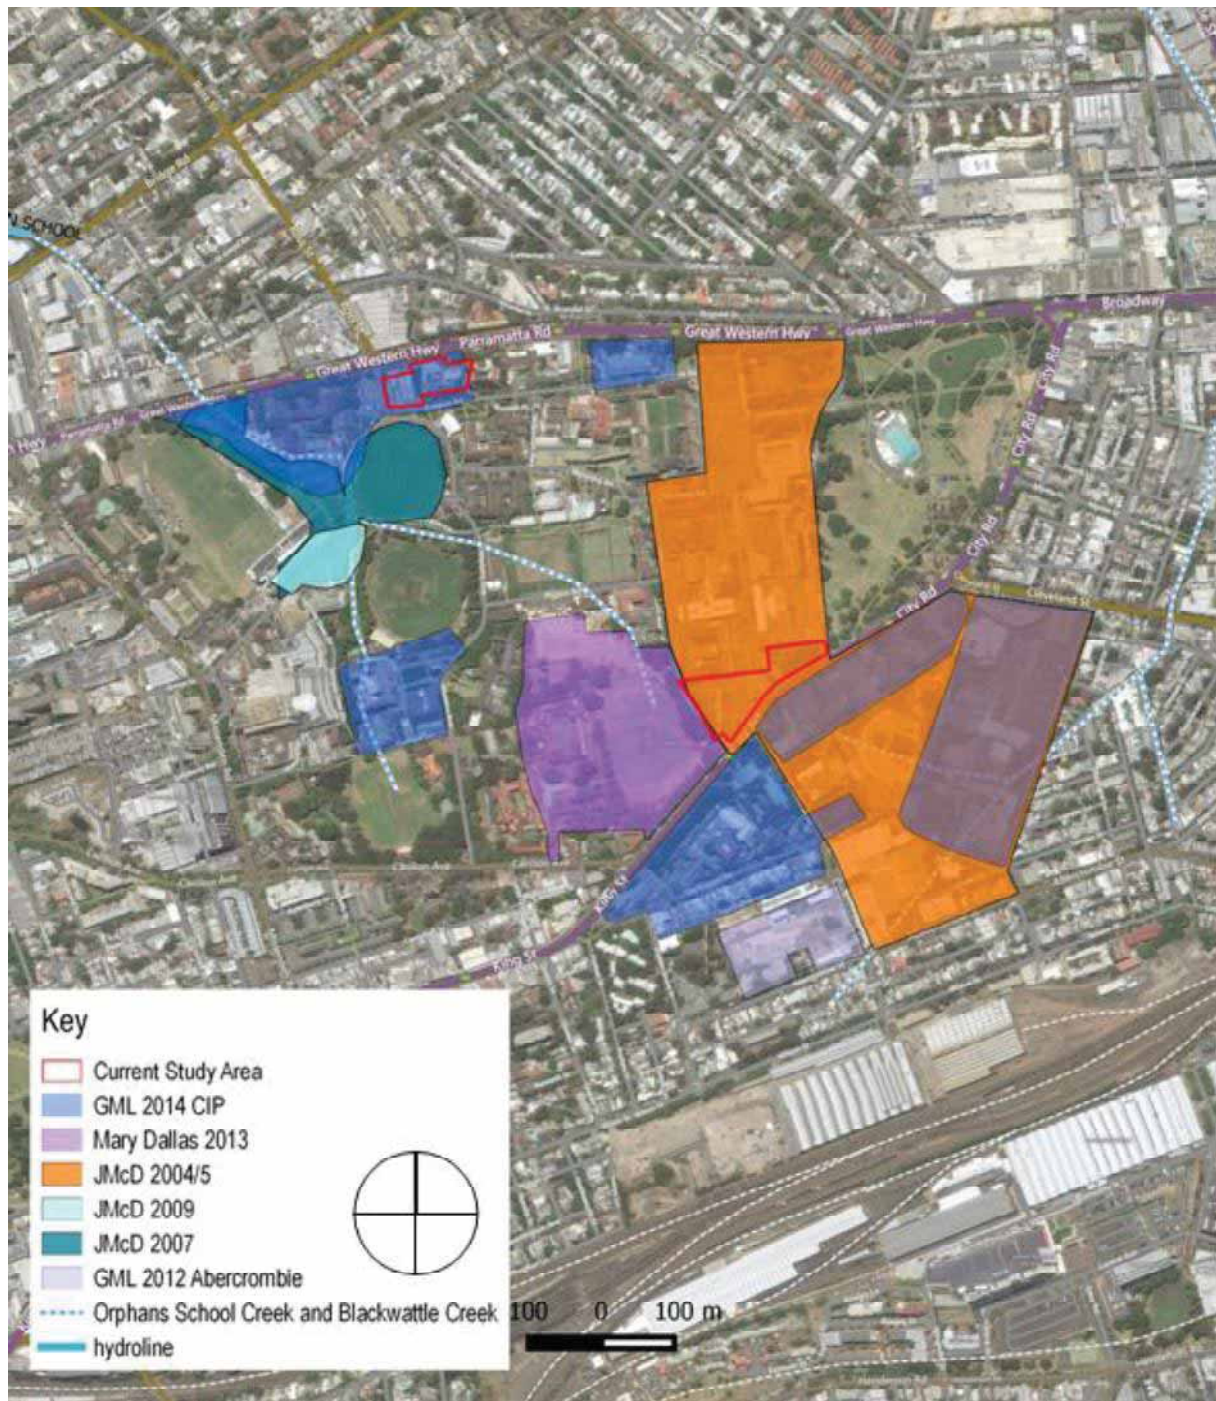 N SCHOOL
Bridge Rd
Broadway
Great Western Hwy
Great Western Hwy
Parramatta Rd
Great Western Hwy
City Rd
City Rd
n Hwy
City Rd
City Rd
Cleveland St
King St
King St
Key
Current Study Area
GML 2014 CIP
Mary Dallas 2013
JMcD 2004/5
JMcD 2009
JMcD 2007
GML 2012 Abercrombie
Orphans School Creek and Blackwattle Creek
hydroline
100 0 100 m